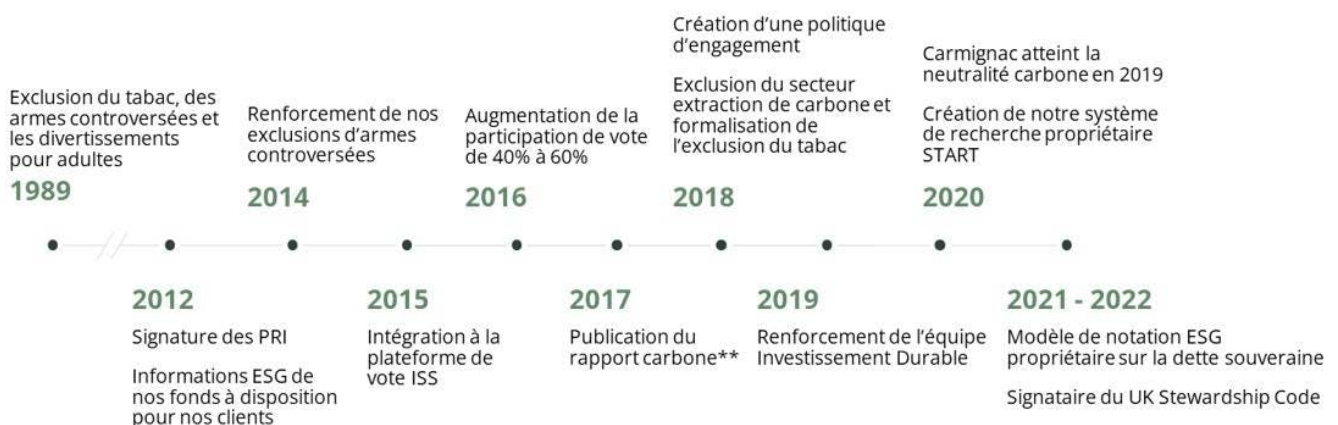 Exclusion du tabac, des
armes controversées et
les divertissements
pour adultes
1989
Signature des PRI
Informations ESG de
nos fonds à disposition
pour nos clients
2012
Renforcement de nos
exclusions d'armes
controversées
2014
2015
Intégration à la
plateforme de
vote ISS
Augmentation de la
participation de vote
de 40% à 60%
2016
2017
Publication du
rapport carbone**
Création d'une politique
d'engagement
Exclusion du secteur
extraction de carbone et
formalisation de
l'exclusion du tabac
2018
2019
Renforcement de l'équipe
Investissement Durable
Carmignac atteint la
neutralité carbone en 2019
Création de notre système
de recherche propriétaire
START
2020
2021 - 2022
Modèle de notation ESG
propriétaire sur la dette souveraine
Signataire du UK Stewardship Code